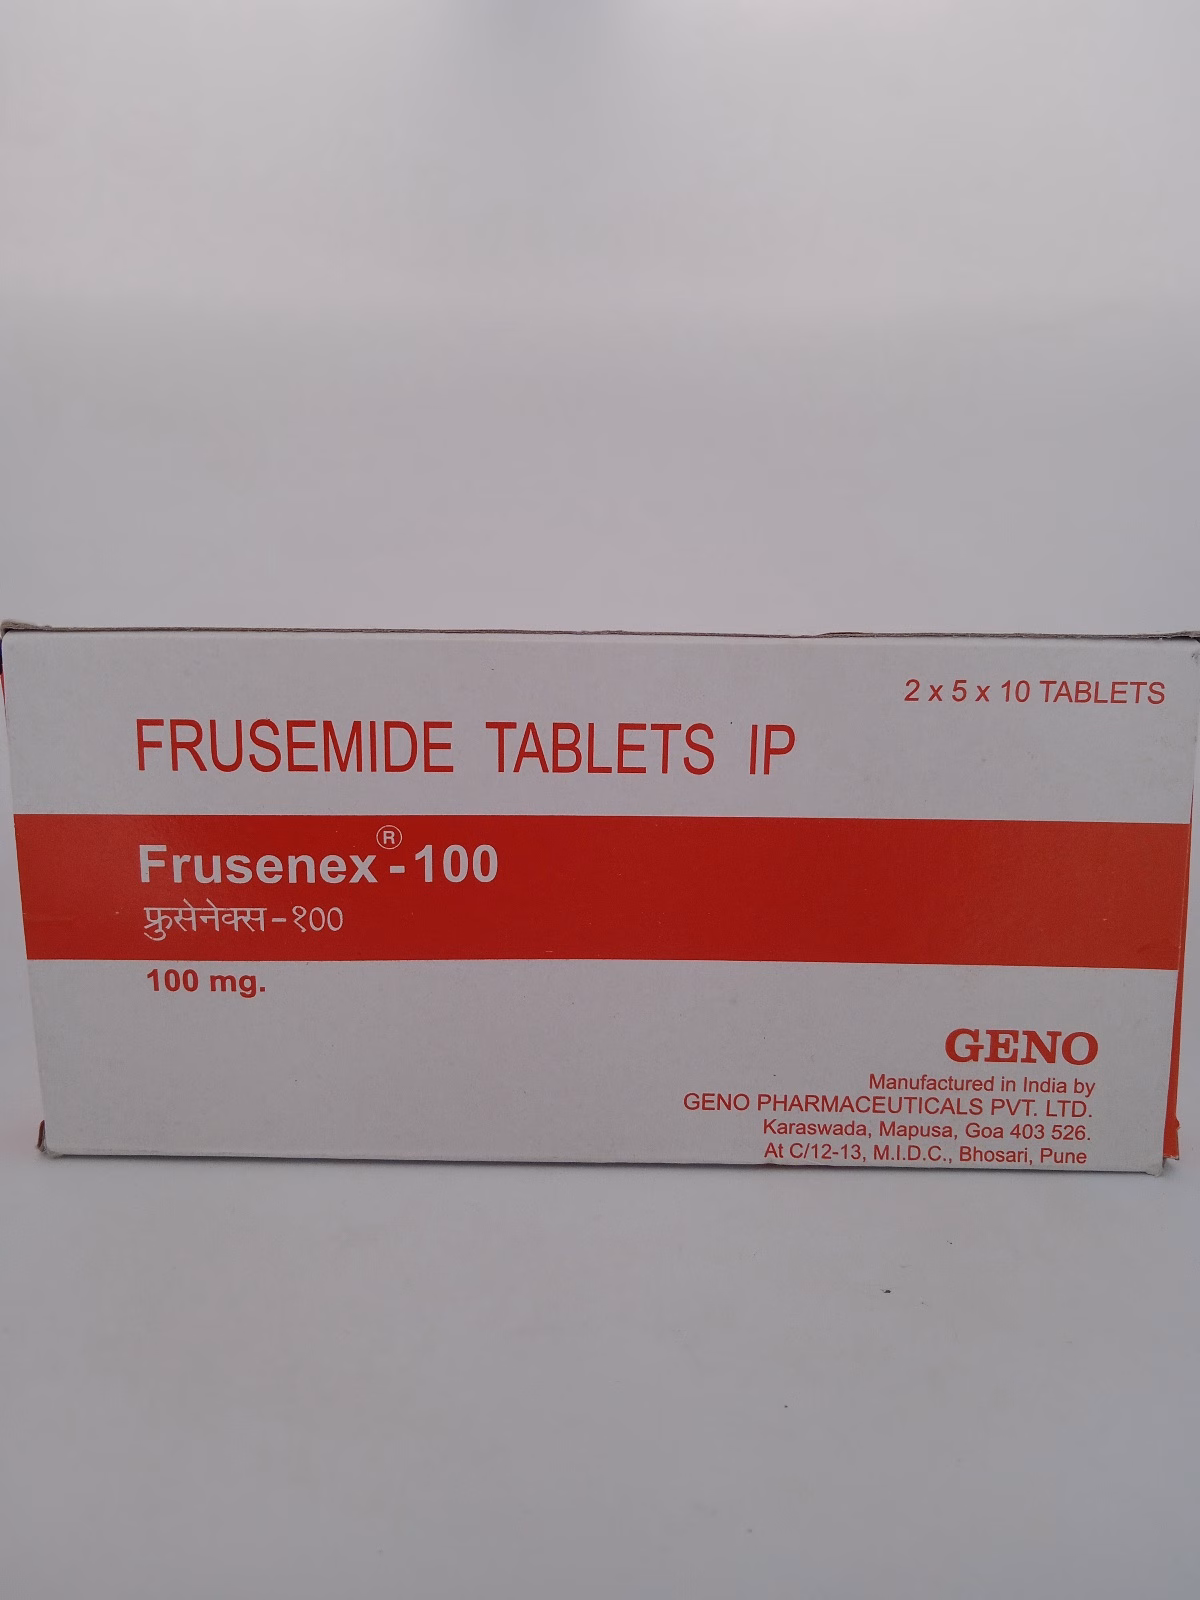 2 x 5 x 10 TABLETS
FRUSEMIDE TABLETS IP
Frusenex®-100
फ्रुसेनेक्स-१००
100 mg.
GENO
Manufactured in India by
GENO PHARMACEUTICALS PVT. LTD.
Karaswada, Mapusa, Goa 403 526.
At C/12-13, M.I.D.C., Bhosari, Pune